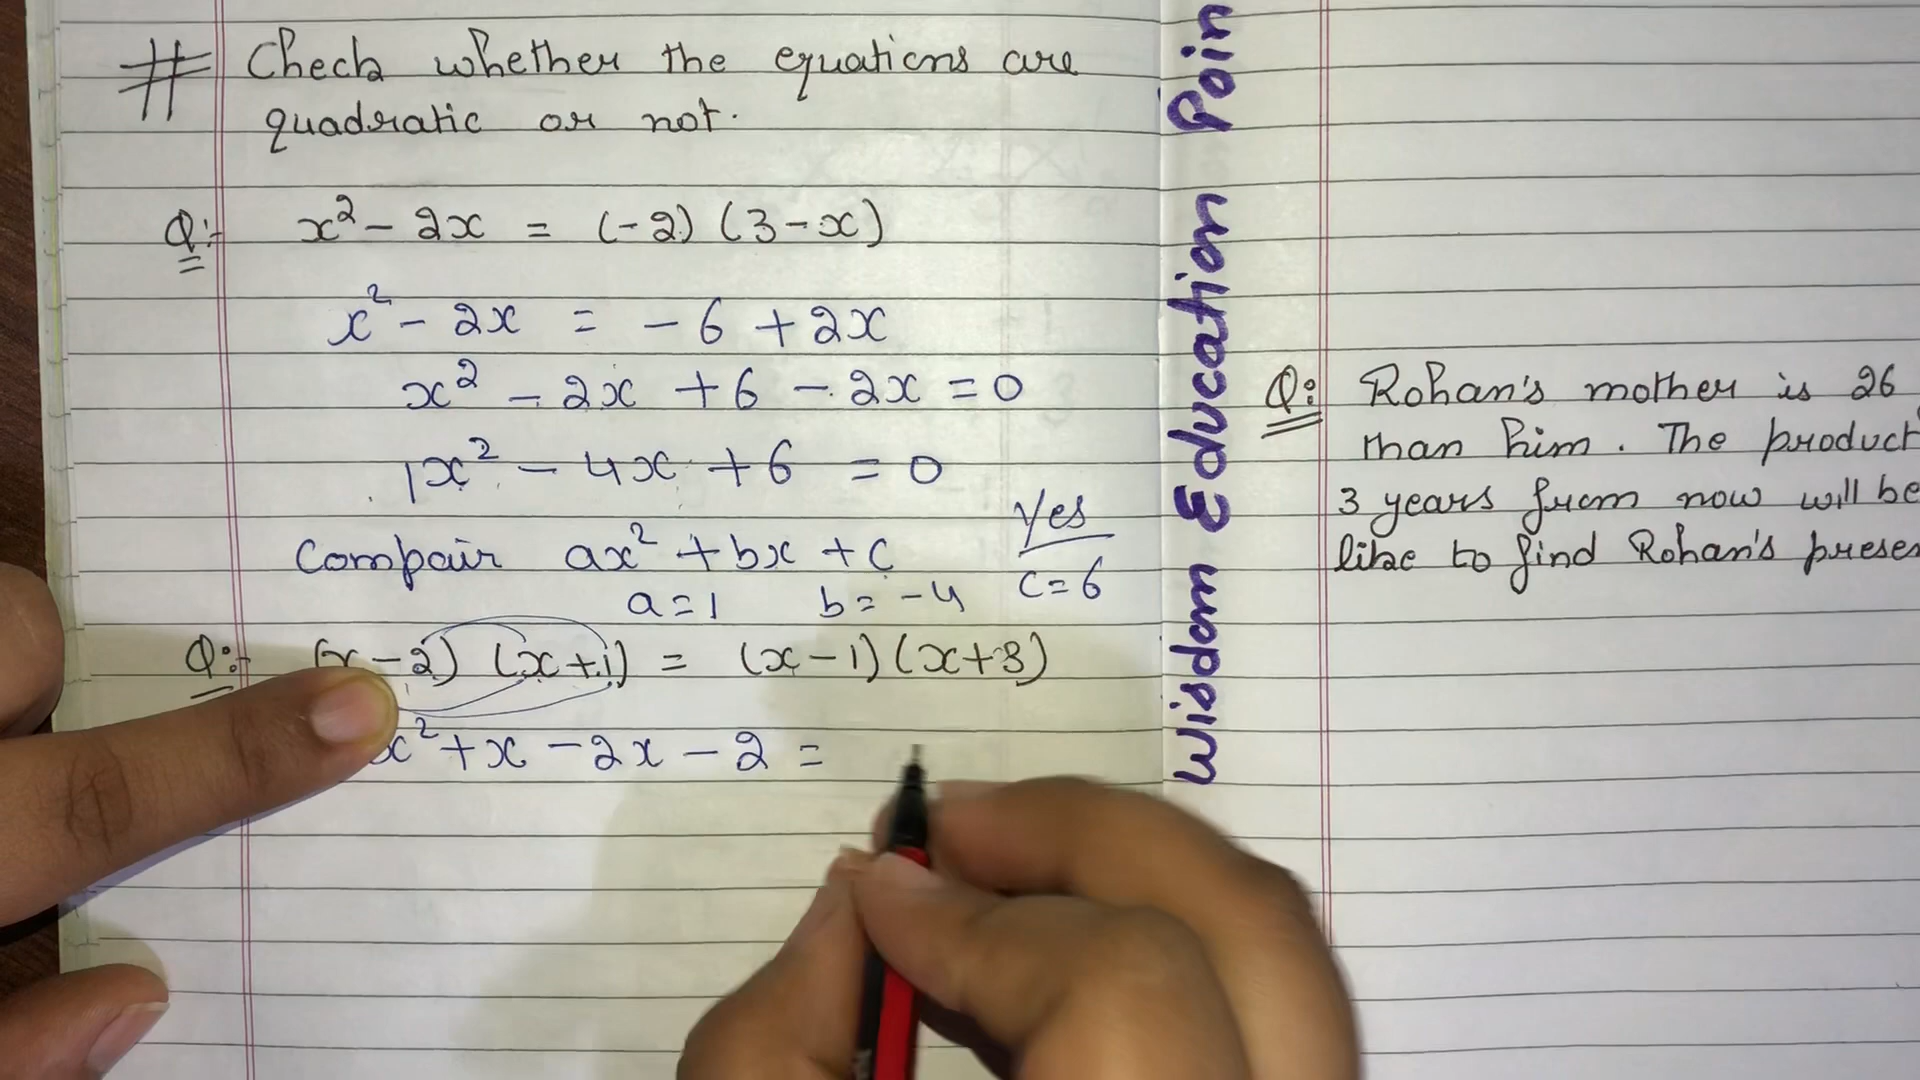 # Check whether the equations are
quadratic or not.
Q:- x² - 2x = (-2) (3-x)
x² - 2x = -6 + 2x
x² - 2x + 6 - 2x = 0
1x² - 4x + 6 = 0
Yes
Compair ax² + bx + c
a=1 b=-4 c=6
Q:- (x-2) (x+1) = (x-1) (x+3)
x² + x - 2x - 2 =
Wisdom Education Poin
Q: Rohan's mother is 26
than him. The product
3 years from now will be
like to find Rohan's presen